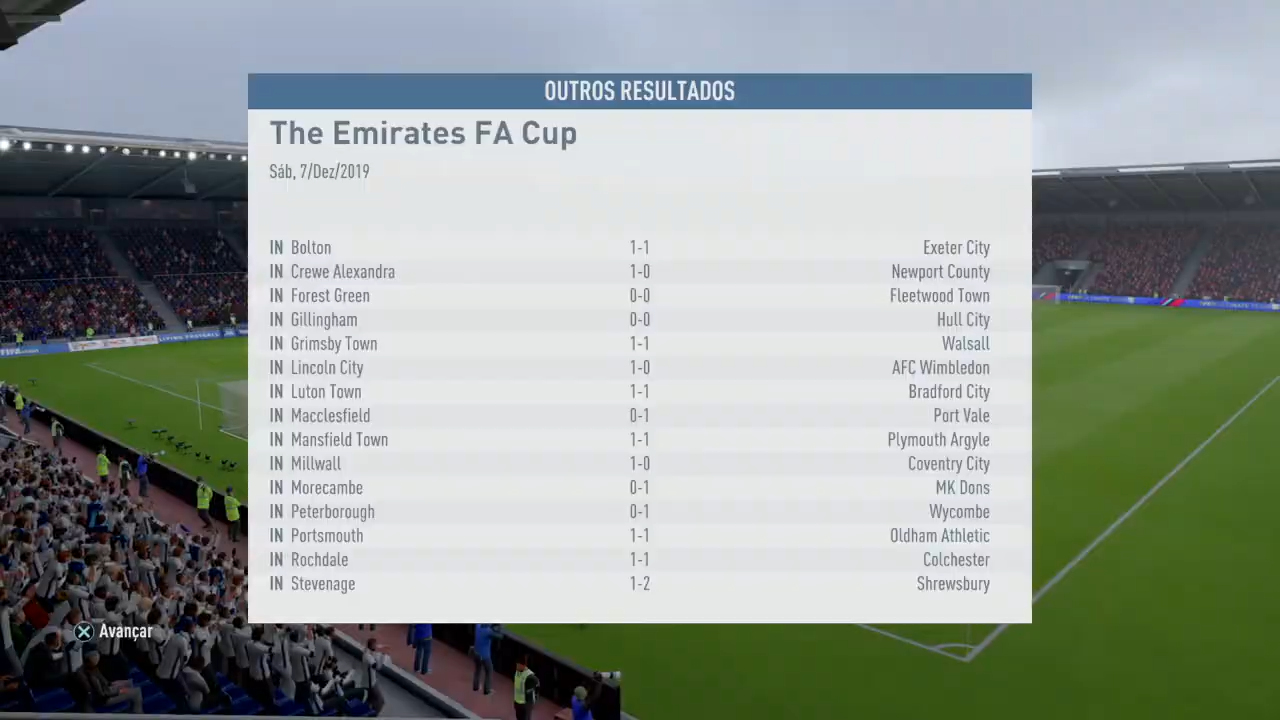 OUTROS RESULTADOS
The Emirates FA Cup
Sáb, 7/Dez/2019
IN Bolton 1-1 Exeter City
IN Crewe Alexandra 1-0 Newport County
IN Forest Green 0-0 Fleetwood Town
IN Gillingham 0-0 Hull City
IN Grimsby Town 1-1 Walsall
IN Lincoln City 1-0 AFC Wimbledon
IN Luton Town 1-1 Bradford City
IN Macclesfield 0-1 Port Vale
IN Mansfield Town 1-1 Plymouth Argyle
IN Millwall 1-0 Coventry City
IN Morecambe 0-1 MK Dons
IN Peterborough 0-1 Wycombe
IN Portsmouth 1-1 Oldham Athletic
IN Rochdale 1-1 Colchester
IN Stevenage 1-2 Shrewsbury
Avançar